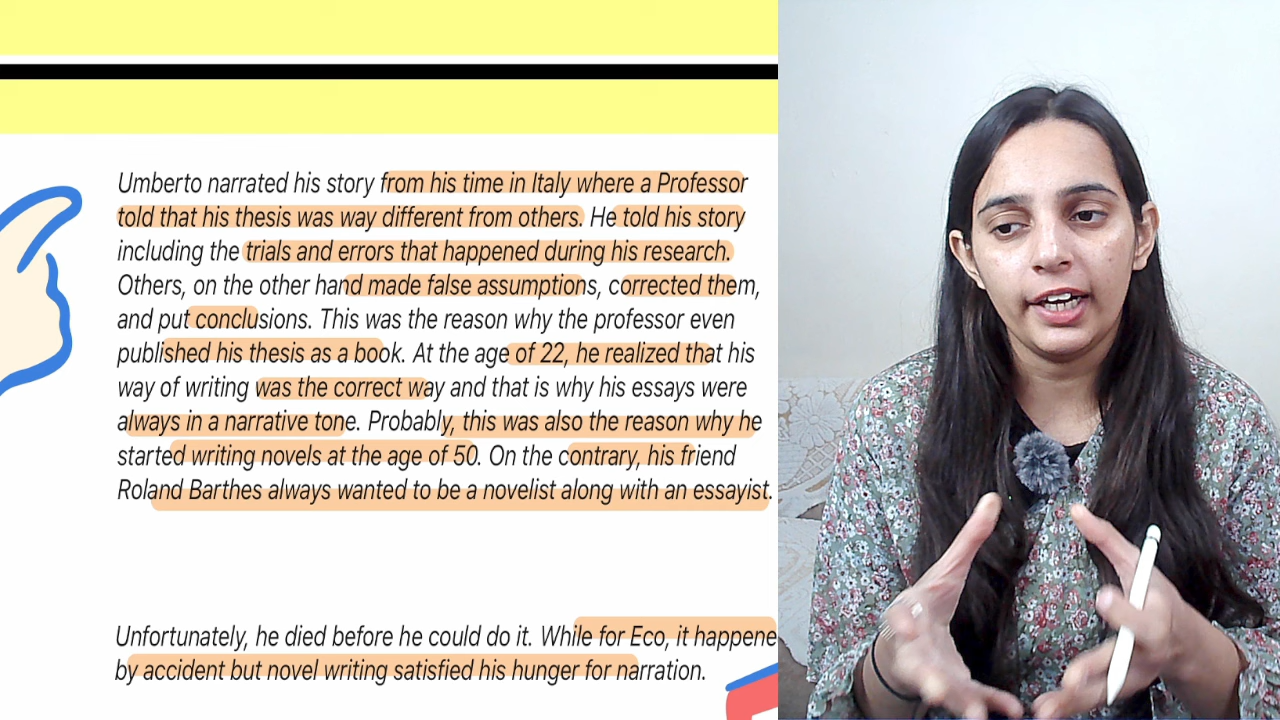 Umberto narrated his story from his time in Italy where a Professor
told that his thesis was way different from others. He told his story
including the trials and errors that happened during his research.
Others, on the other hand made false assumptions, corrected them,
and put conclusions. This was the reason why the professor even
published his thesis as a book. At the age of 22, he realized that his
way of writing was the correct way and that is why his essays were
always in a narrative tone. Probably, this was also the reason why he
started writing novels at the age of 50. On the contrary, his friend
Roland Barthes always wanted to be a novelist along with an essayist.
Unfortunately, he died before he could do it. While for Eco, it happene
by accident but novel writing satisfied his hunger for narration.